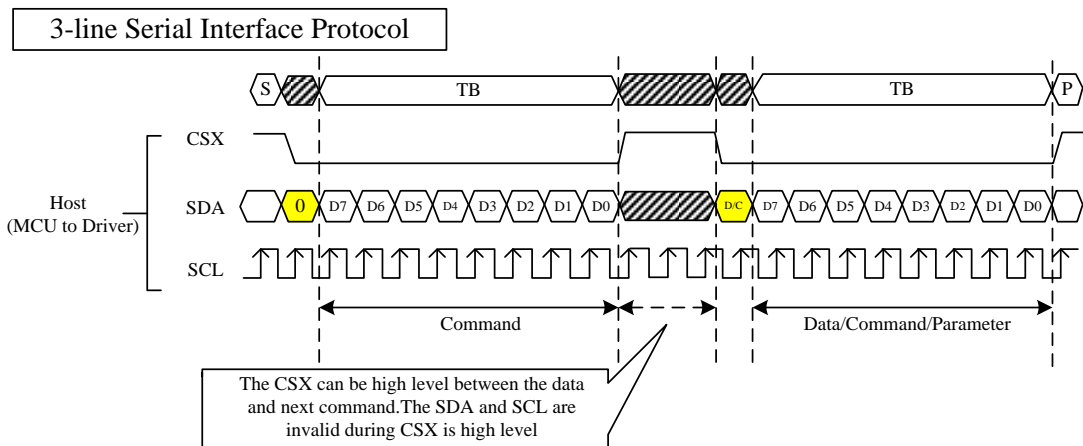 3-line Serial Interface Protocol
S TB TB P
CSX
Host
(MCU to Driver)
SDA 0 D7 D6 D5 D4 D3 D2 D1 D0 D/C D7 D6 D5 D4 D3 D2 D1 D0
SCL
Command Data/Command/Parameter
The CSX can be high level between the data
and next command.The SDA and SCL are
invalid during CSX is high level